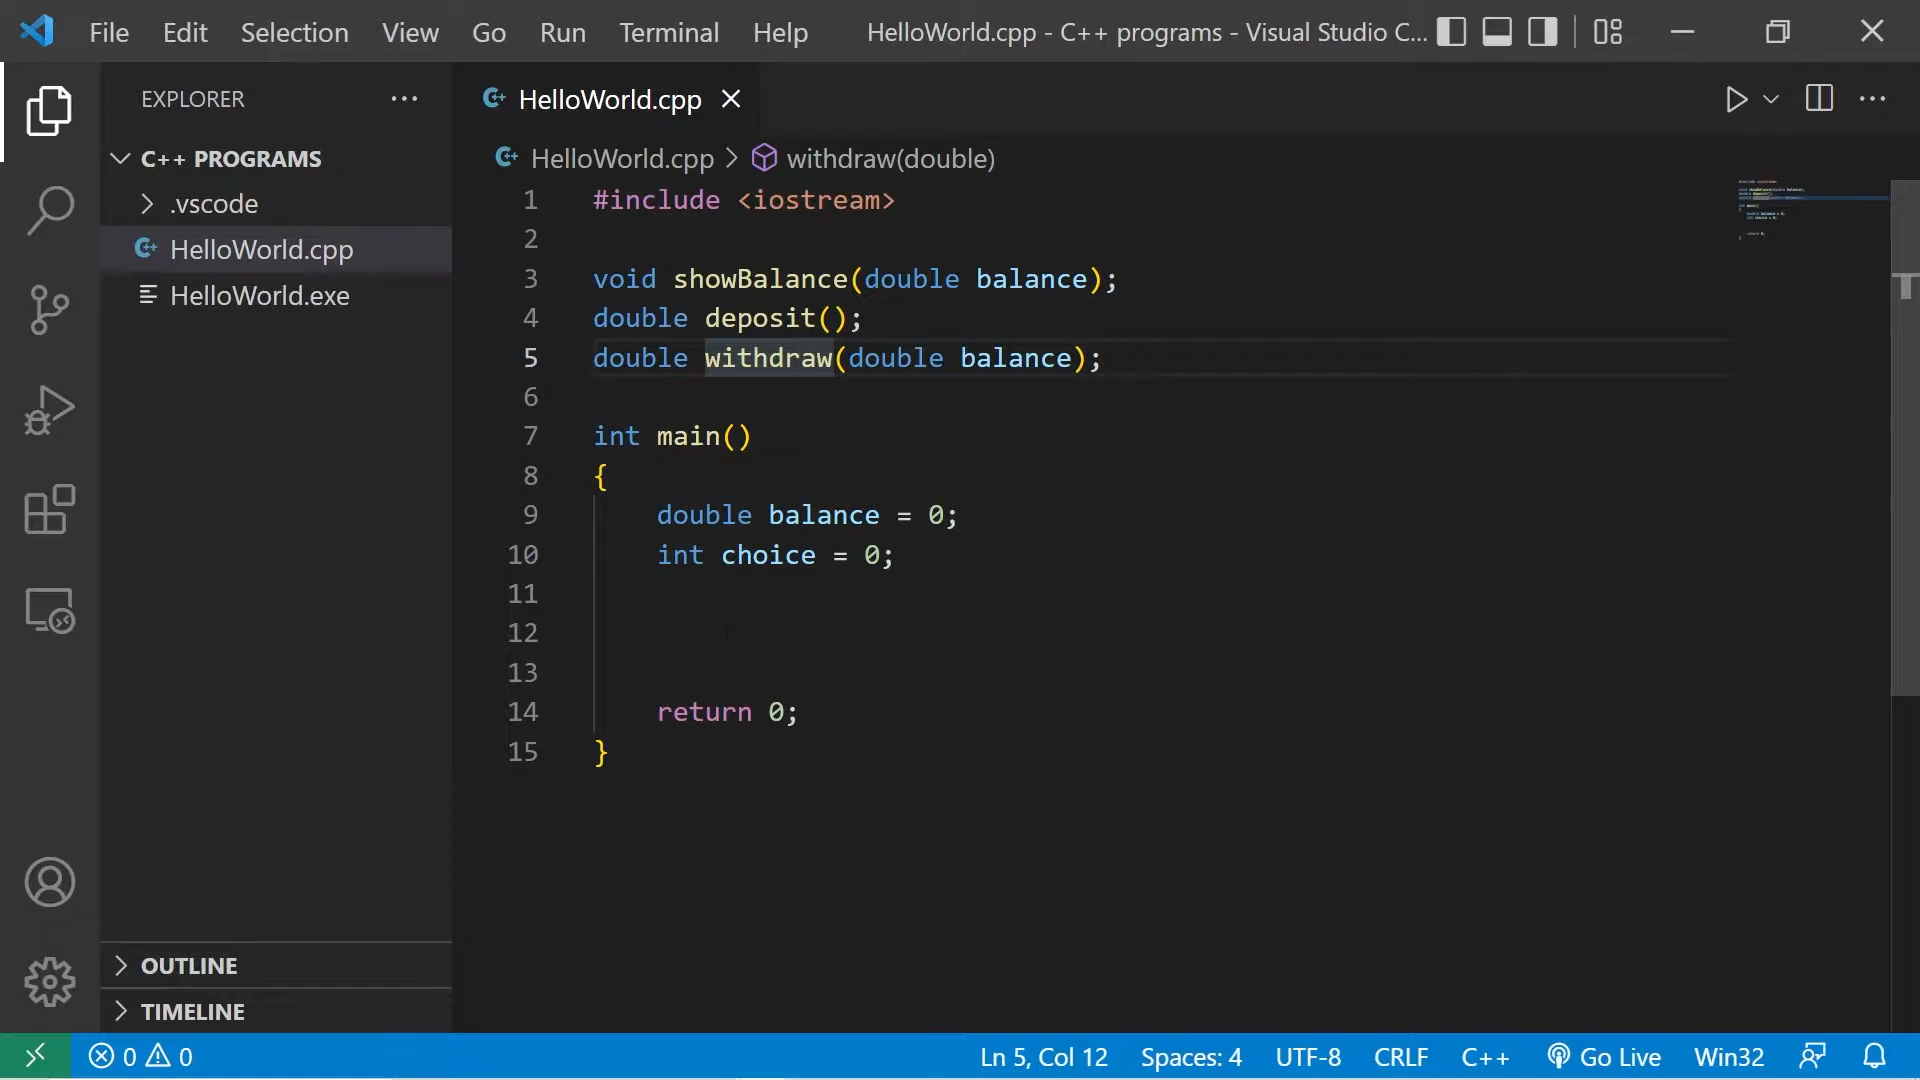 File Edit Selection View Go Run Terminal Help HelloWorld.cpp - C++ programs - Visual Studio C...
EXPLORER
C++ PROGRAMS
.vscode
HelloWorld.cpp
HelloWorld.exe
OUTLINE
TIMELINE
HelloWorld.cpp
HelloWorld.cpp > withdraw(double)
1 #include <iostream>
2
3 void showBalance(double balance);
4 double deposit();
5 double withdraw(double balance);
6
7 int main()
8 {
9 double balance = 0;
10 int choice = 0;
11
12
13
14 return 0;
15 }
0 0 Ln 5, Col 12 Spaces: 4 UTF-8 CRLF C++ Go Live Win32